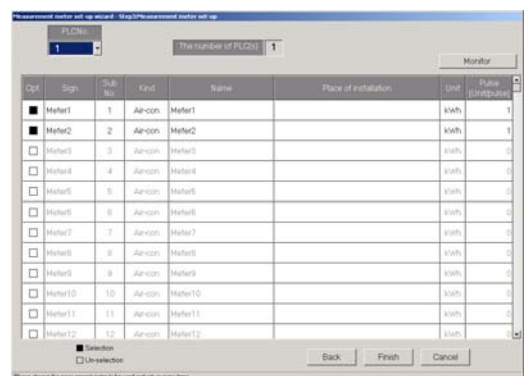 Measurement meter set-up wizard - Step3:Measurement meter set-up
PLCNo.
1
The number of PLC(s) 1
Monitor
Opt. Sign Sub No. Kind Name Place of installation Unit Pulse [Unit/pulse]
Meter1 1 Air-con. Meter1 kWh 1
Meter2 2 Air-con. Meter2 kWh 1
Meter3 3 Air-con. Meter3 kWh 0
Meter4 4 Air-con. Meter4 kWh 0
Meter5 5 Air-con. Meter5 kWh 0
Meter6 6 Air-con. Meter6 kWh 0
Meter7 7 Air-con. Meter7 kWh 0
Meter8 8 Air-con. Meter8 kWh 0
Meter9 9 Air-con. Meter9 kWh 0
Meter10 10 Air-con. Meter10 kWh 0
Meter11 11 Air-con. Meter11 kWh 0
Meter12 12 Air-con. Meter12 kWh 0
Selection
Un-selection
Back Finish Cancel